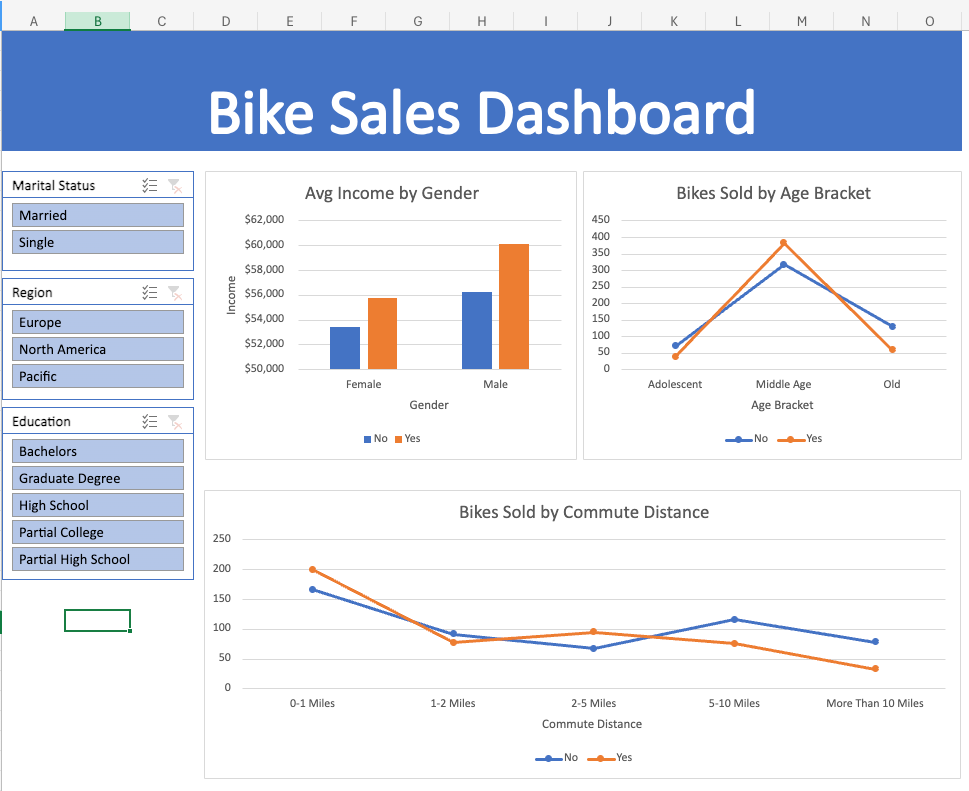 A B C D E F G H I J K L M N O
Bike Sales Dashboard
Marital Status
Married
Single
Region
Europe
North America
Pacific
Education
Bachelors
Graduate Degree
High School
Partial College
Partial High School
Avg Income by Gender
$62,000
$60,000
$58,000
$56,000
$54,000
$52,000
$50,000
Income
Female Male
Gender
No Yes
Bikes Sold by Age Bracket
450
400
350
300
250
200
150
100
50
0
Adolescent Middle Age Old
Age Bracket
No Yes
Bikes Sold by Commute Distance
250
200
150
100
50
0
0-1 Miles 1-2 Miles 2-5 Miles 5-10 Miles More Than 10 Miles
Commute Distance
No Yes